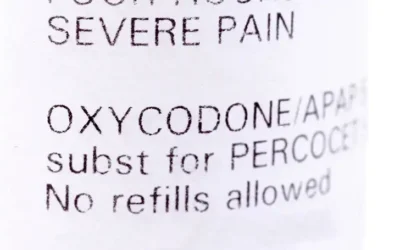 SEVERE PAIN
OXYCODONE/APAP
subst for PERCOCET
No refills allowed